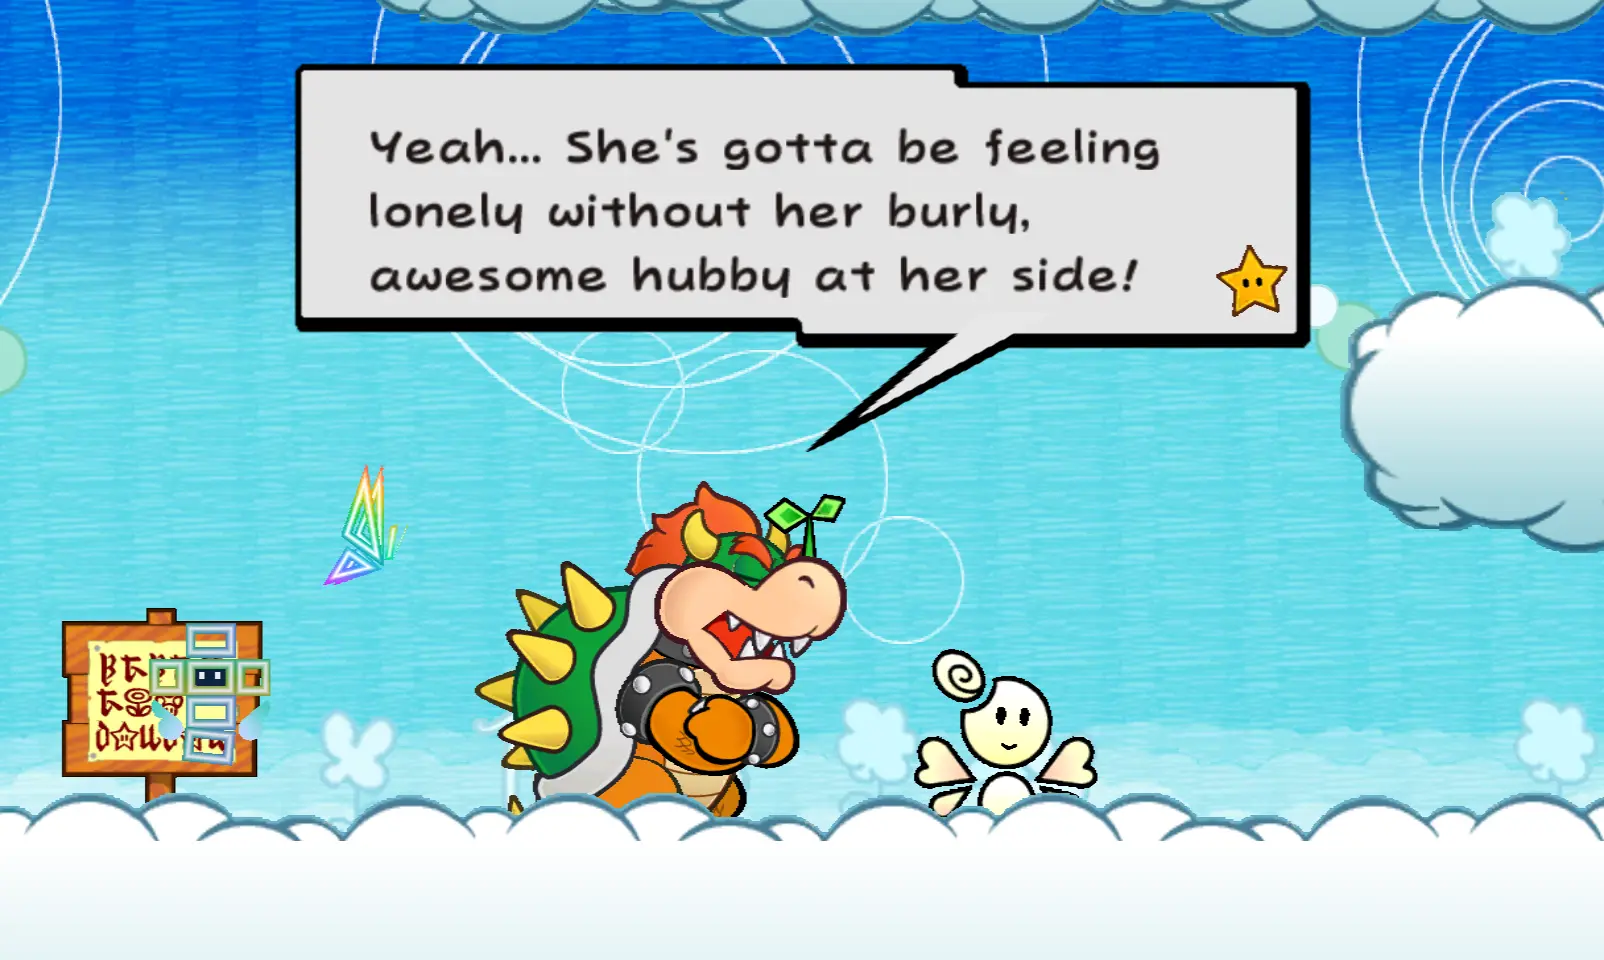 Yeah... She's gotta be feeling
lonely without her burly,
awesome hubby at her side!